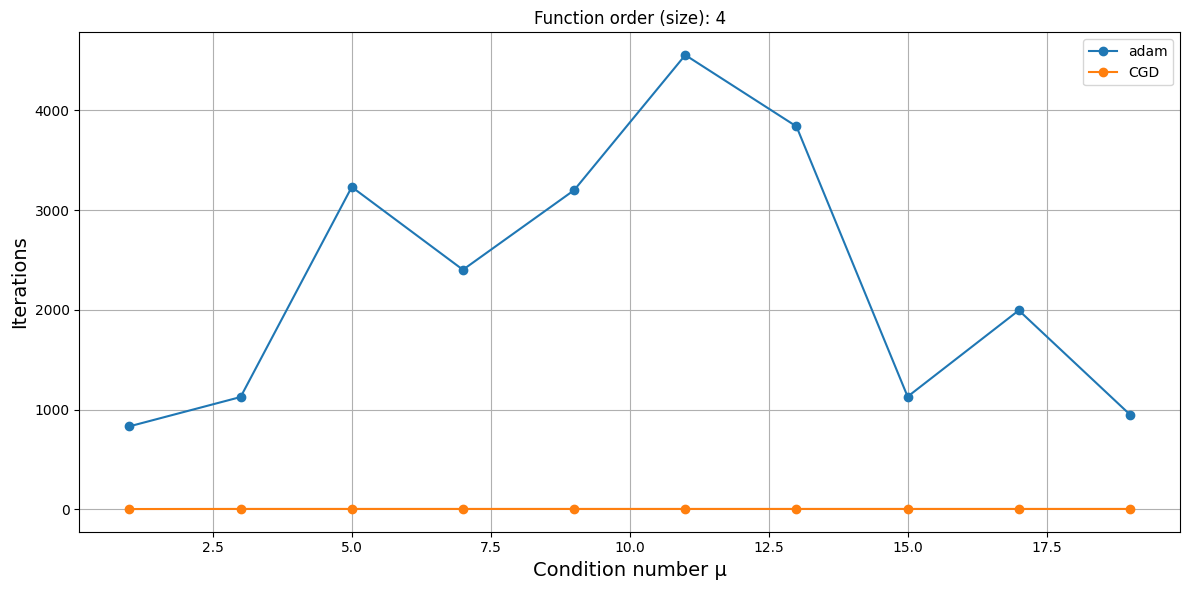 Function order (size): 4
adam
CGD
4000
3000
2000
1000
0
Iterations
2.5 5.0 7.5 10.0 12.5 15.0 17.5
Condition number μ